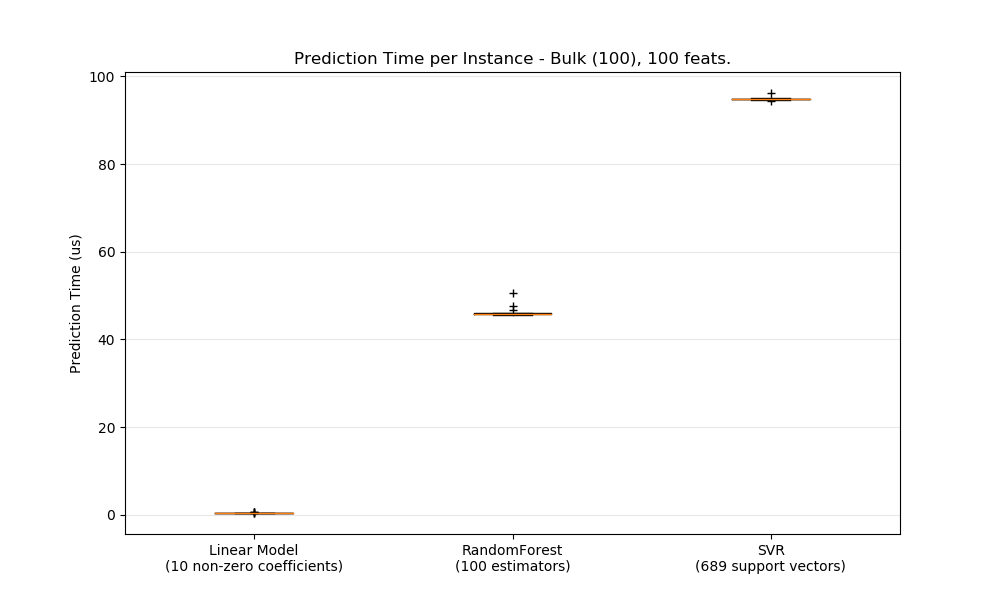 Prediction Time per Instance - Bulk (100), 100 feats.
100
80
60
40
20
0
Prediction Time (us)
Linear Model
(10 non-zero coefficients)
RandomForest
(100 estimators)
SVR
(689 support vectors)